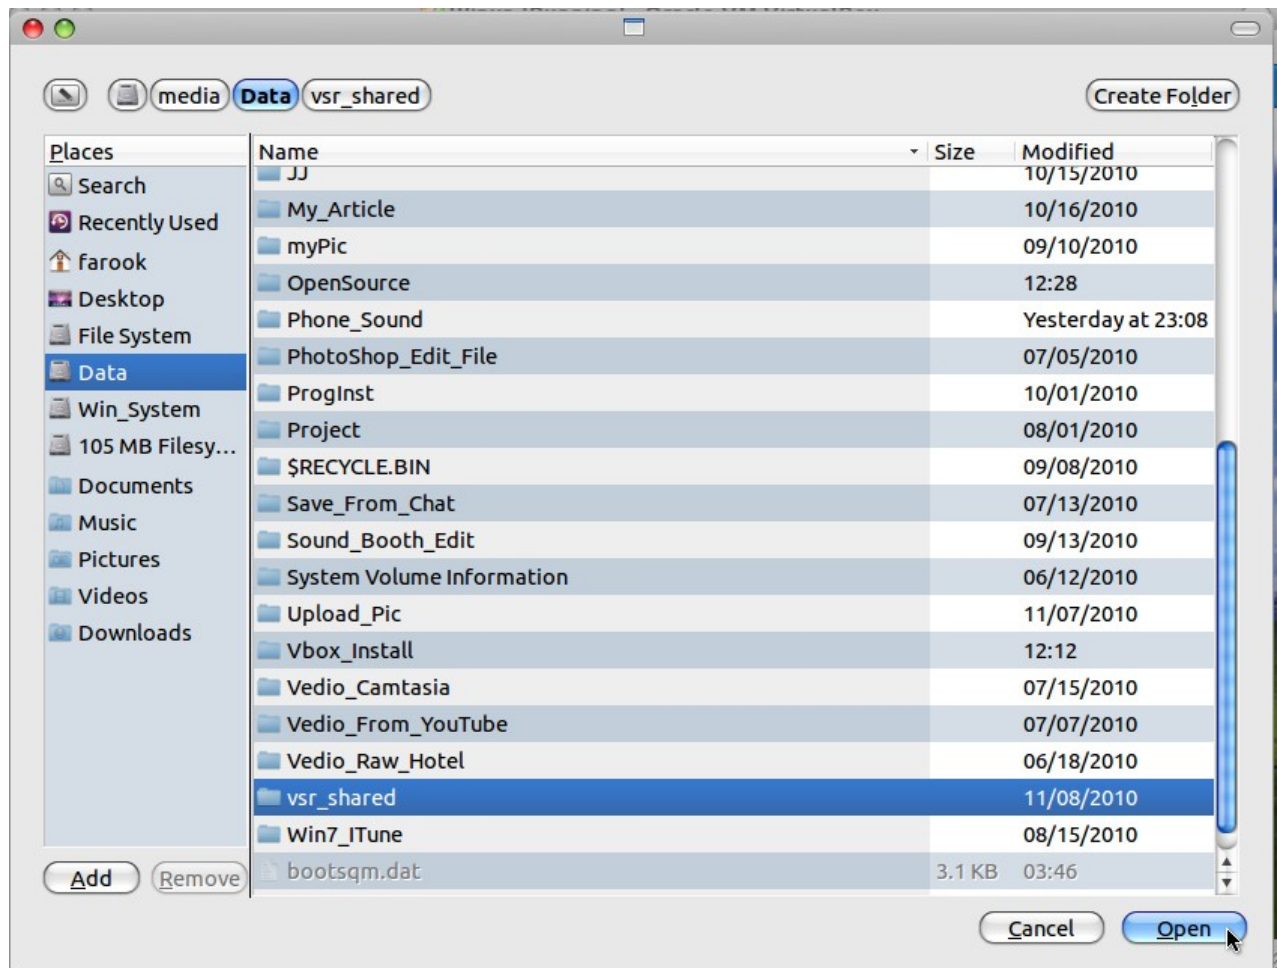 media Data vsr_shared Create Folder
Places
Search
Recently Used
farook
Desktop
File System
Data
Win_System
105 MB Filesy...
Documents
Music
Pictures
Videos
Downloads
Add Remove
Name Size Modified
JJ 10/15/2010
My_Article 10/16/2010
myPic 09/10/2010
OpenSource 12:28
Phone_Sound Yesterday at 23:08
PhotoShop_Edit_File 07/05/2010
ProgInst 10/01/2010
Project 08/01/2010
$RECYCLE.BIN 09/08/2010
Save_From_Chat 07/13/2010
Sound_Booth_Edit 09/13/2010
System Volume Information 06/12/2010
Upload_Pic 11/07/2010
Vbox_Install 12:12
Vedio_Camtasia 07/15/2010
Vedio_From_YouTube 07/07/2010
Vedio_Raw_Hotel 06/18/2010
vsr_shared 11/08/2010
Win7_ITune 08/15/2010
bootsqm.dat 3.1 KB 03:46
Cancel Open